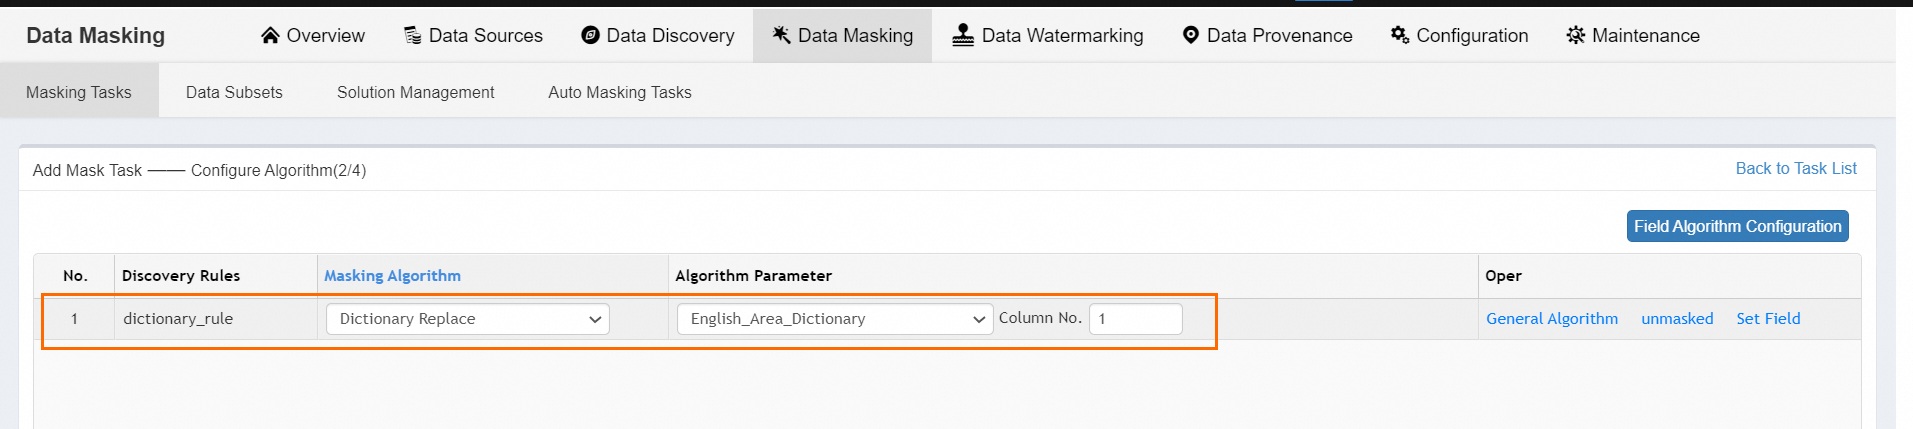 Data Masking Overview Data Sources Data Discovery Data Masking Data Watermarking Data Provenance Configuration Maintenance
Masking Tasks Data Subsets Solution Management Auto Masking Tasks
Add Mask Task —— Configure Algorithm(2/4) Back to Task List
Field Algorithm Configuration
No. Discovery Rules Masking Algorithm Algorithm Parameter Oper
1 dictionary_rule Dictionary Replace English_Area_Dictionary Column No. 1 General Algorithm unmasked Set Field